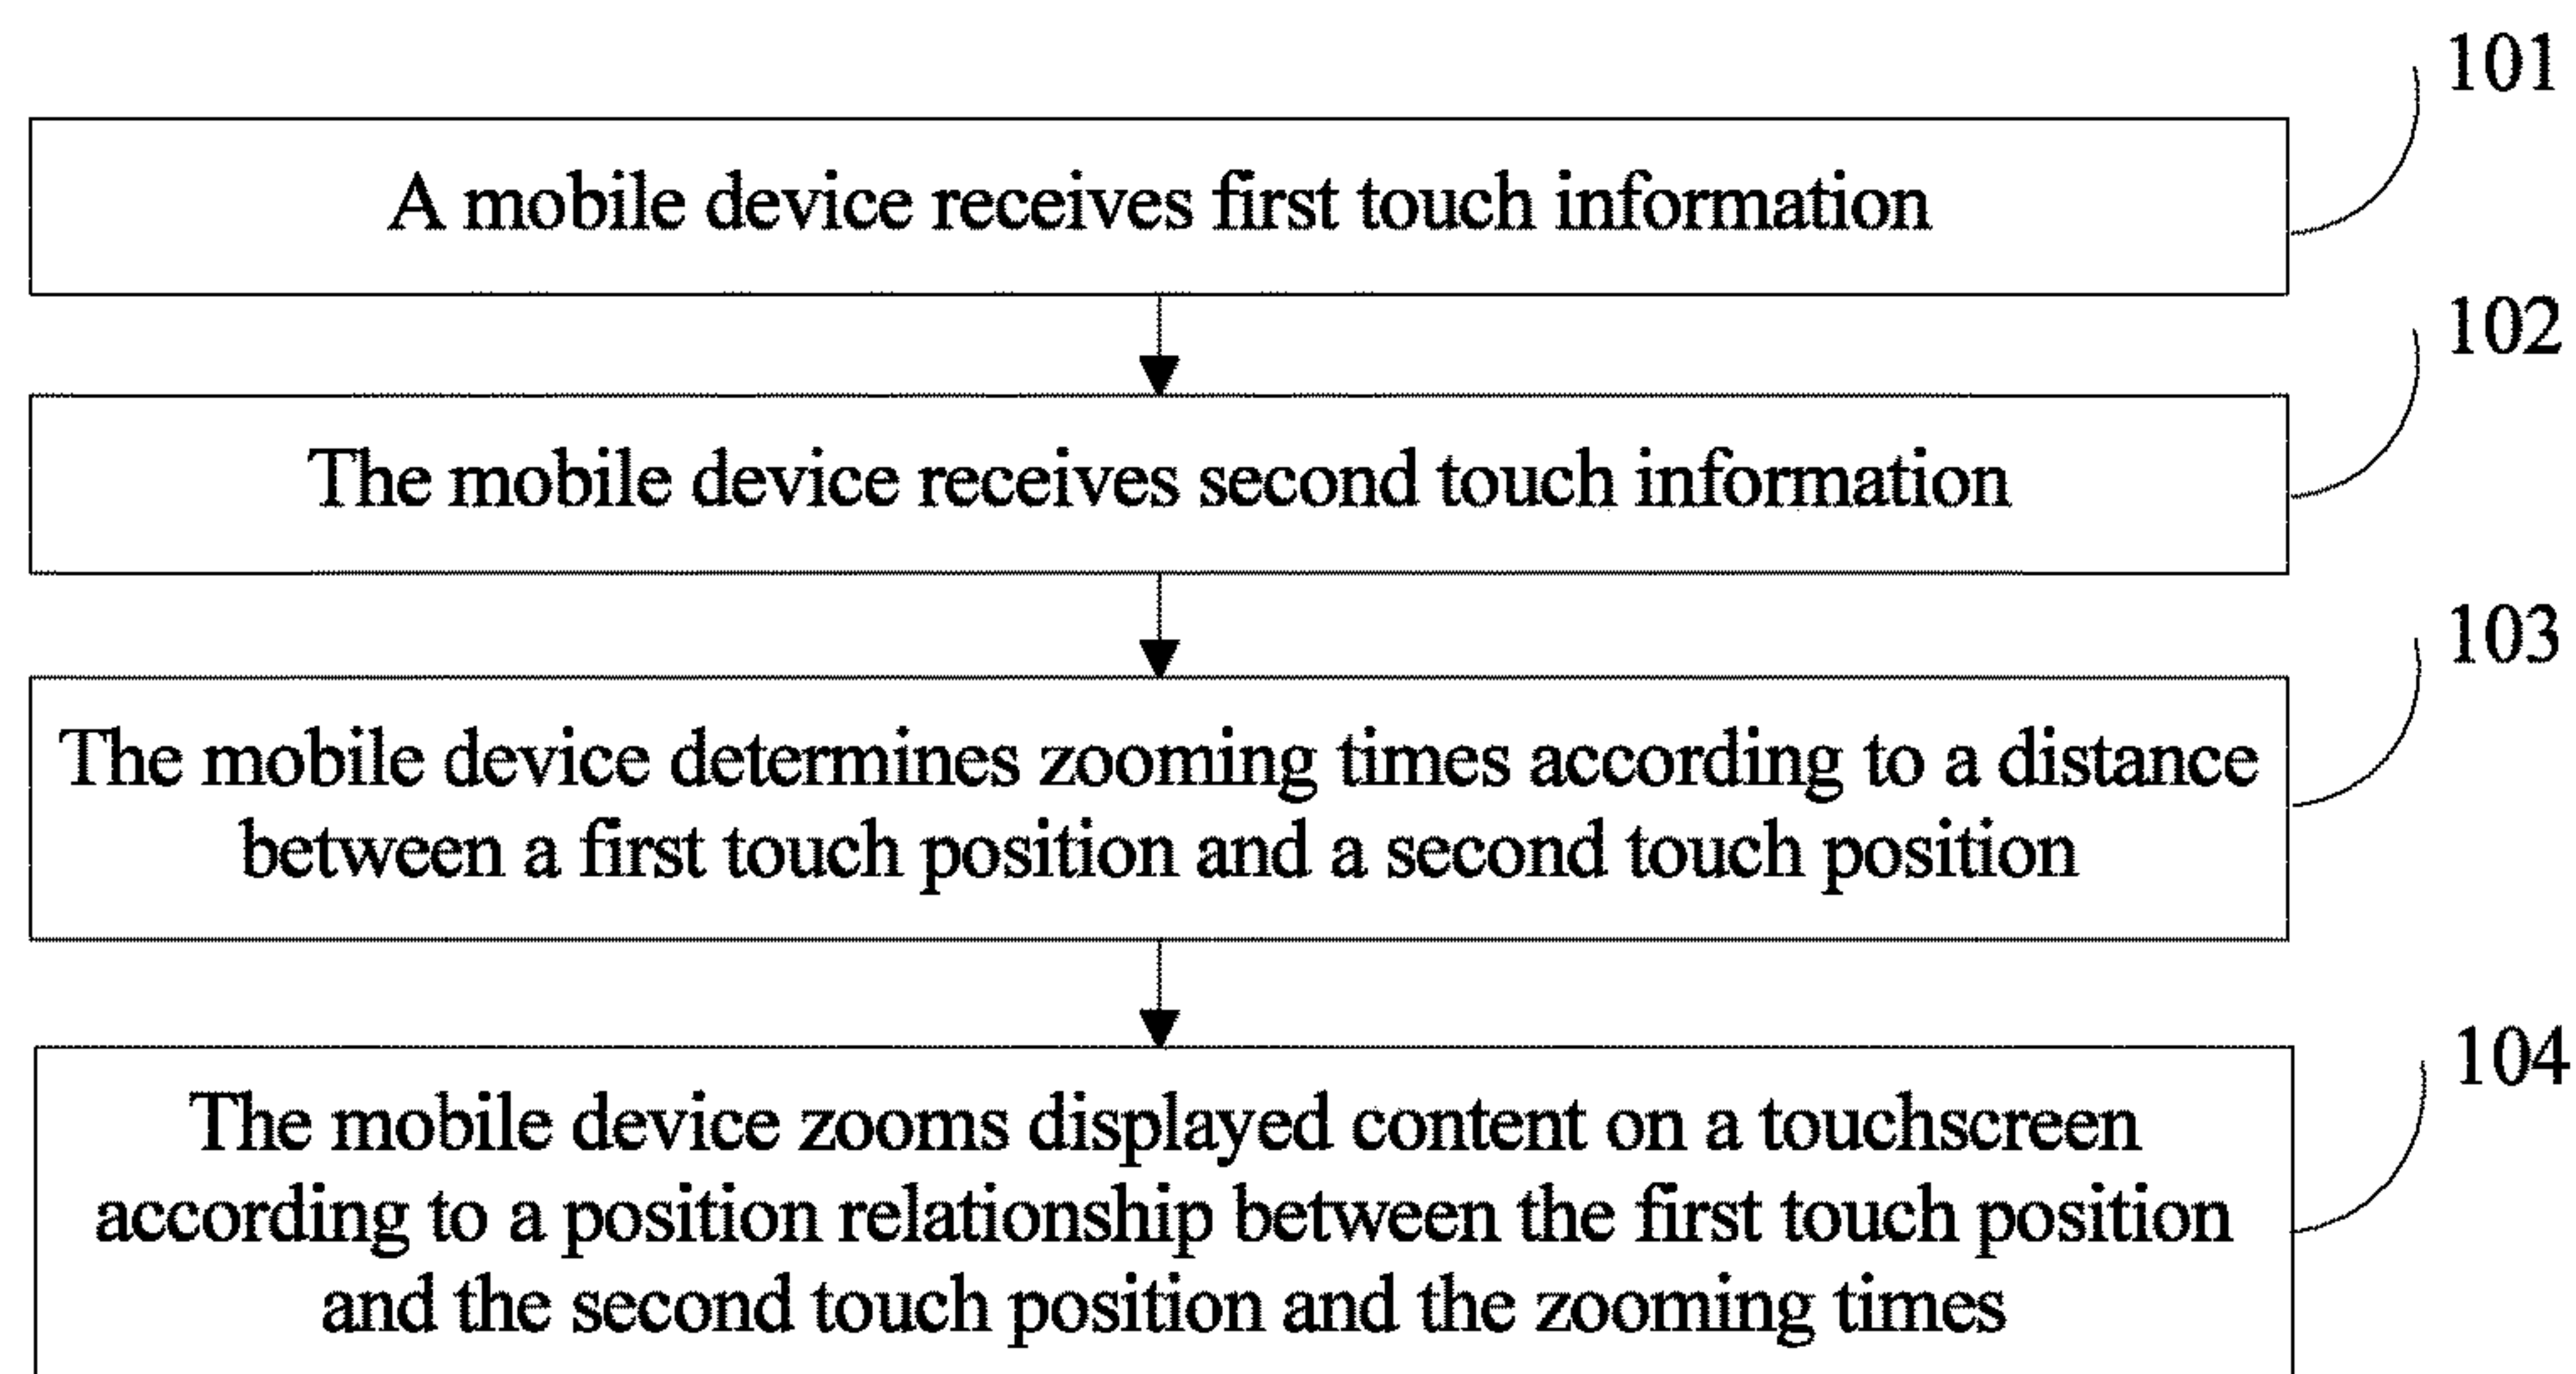 101
A mobile device receives first touch information
102
The mobile device receives second touch information
103
The mobile device determines zooming times according to a distance
between a first touch position and a second touch position
104
The mobile device zooms displayed content on a touchscreen
according to a position relationship between the first touch position
and the second touch position and the zooming times